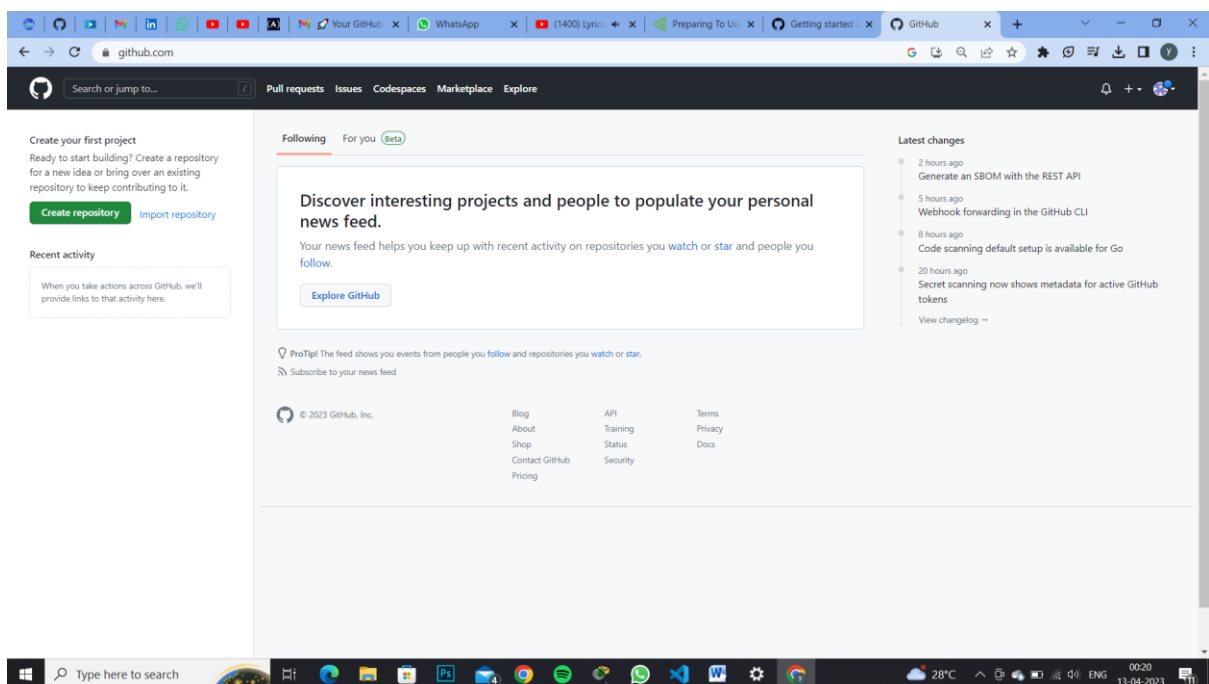 Your GitHub
WhatsApp
(1400) Lyric
Preparing To Us
Getting started
GitHub
github.com
y
Search or jump to...
/
Pull requests Issues Codespaces Marketplace Explore
Create your first project
Ready to start building? Create a repository
for a new idea or bring over an existing
repository to keep contributing to it.
Create repository Import repository
Recent activity
When you take actions across GitHub, we'll
provide links to that activity here.
Following For you Beta
Discover interesting projects and people to populate your personal
news feed.
Your news feed helps you keep up with recent activity on repositories you watch or star and people you
follow.
Explore GitHub
ProTip! The feed shows you events from people you follow and repositories you watch or star.
Subscribe to your news feed
© 2023 GitHub, Inc.
Blog API Terms
About Training Privacy
Shop Status Docs
Contact GitHub Security
Pricing
Latest changes
2 hours ago
Generate an SBOM with the REST API
5 hours ago
Webhook forwarding in the GitHub CLI
8 hours ago
Code scanning default setup is available for Go
20 hours ago
Secret scanning now shows metadata for active GitHub
tokens
View changelog →
Type here to search
28°C ENG
00:20
13-04-2023